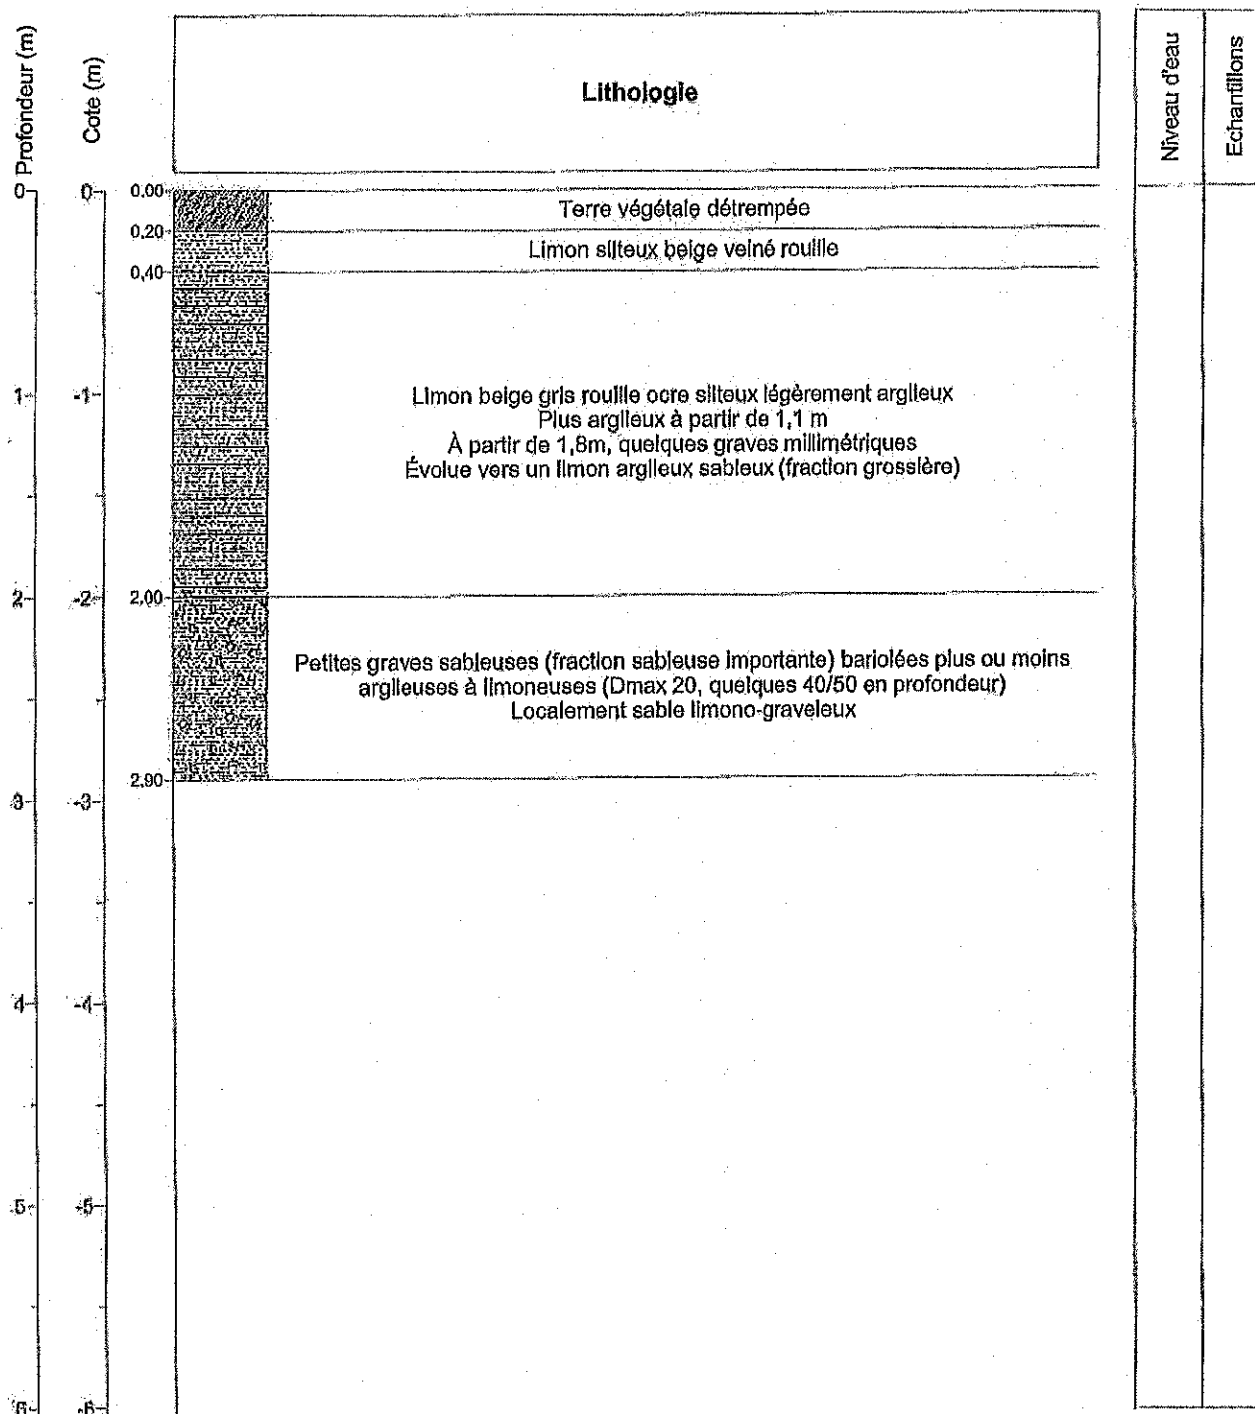 Profondeur (m)
Cote (m)
Lithologie
Niveau d'eau
Echantillons
0
0
0,00
Terre végétale détrempée
0,20
Limon silteux beige veiné rouille
0,40
1
-1
Limon beige gris rouille ocre silteux légèrement argileux
Plus argileux à partir de 1,1 m
À partir de 1,8m, quelques graves millimétriques
Évolue vers un limon argileux sableux (fraction grossière)
2
-2
2,00
Petites graves sableuses (fraction sableuse importante) bariolées plus ou moins
argileuses à limoneuses (Dmax 20, quelques 40/50 en profondeur)
Localement sable limono-graveleux
2,90
3
-3
4
-4
5
-5
6
-6